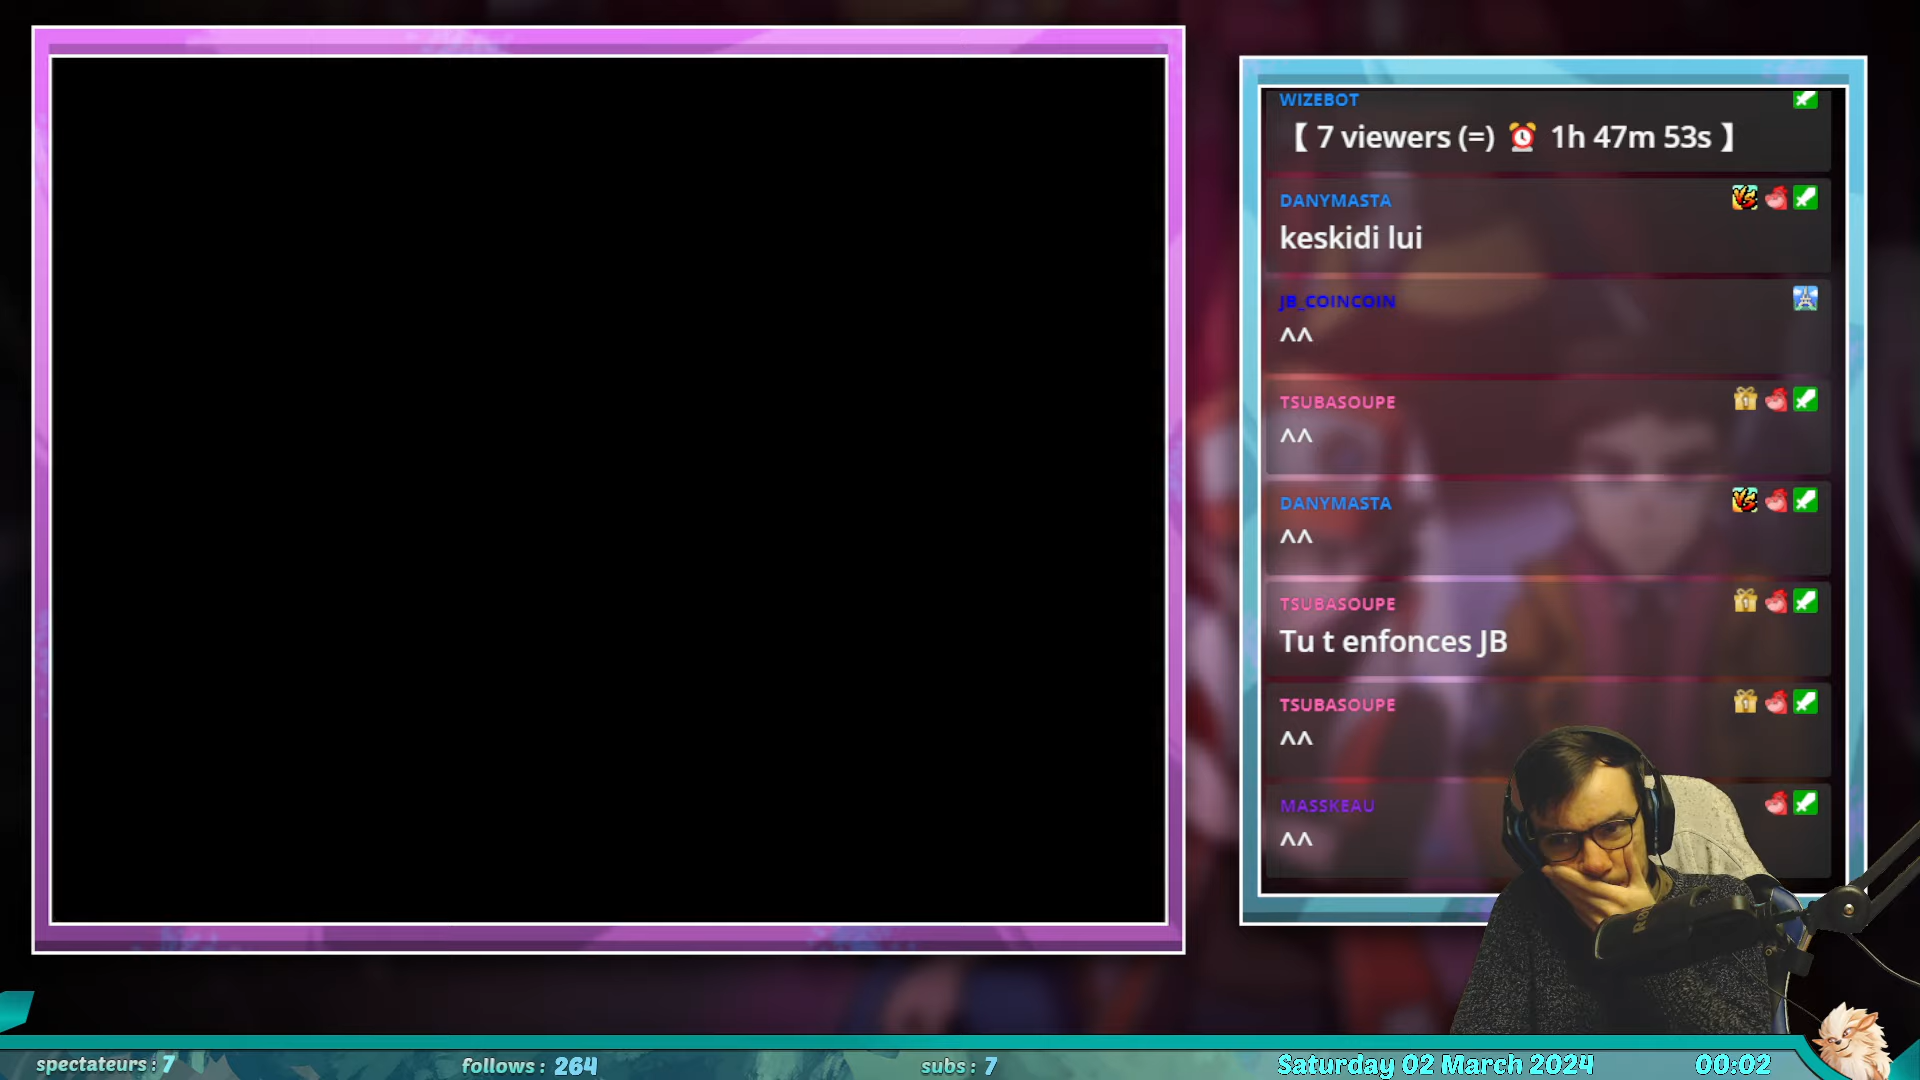 WIZEBOT
【 7 viewers (=) ⏰ 1h 47m 53s 】
DANYMASTA
keskidi lui
JB_COINCOIN
^^
TSUBASOUPE
^^
DANYMASTA
^^
TSUBASOUPE
Tu t enfonces JB
TSUBASOUPE
^^
MASSKEAU
^^
spectateurs : 7
follows : 264
subs : 7
Saturday 02 March 2024
00:02